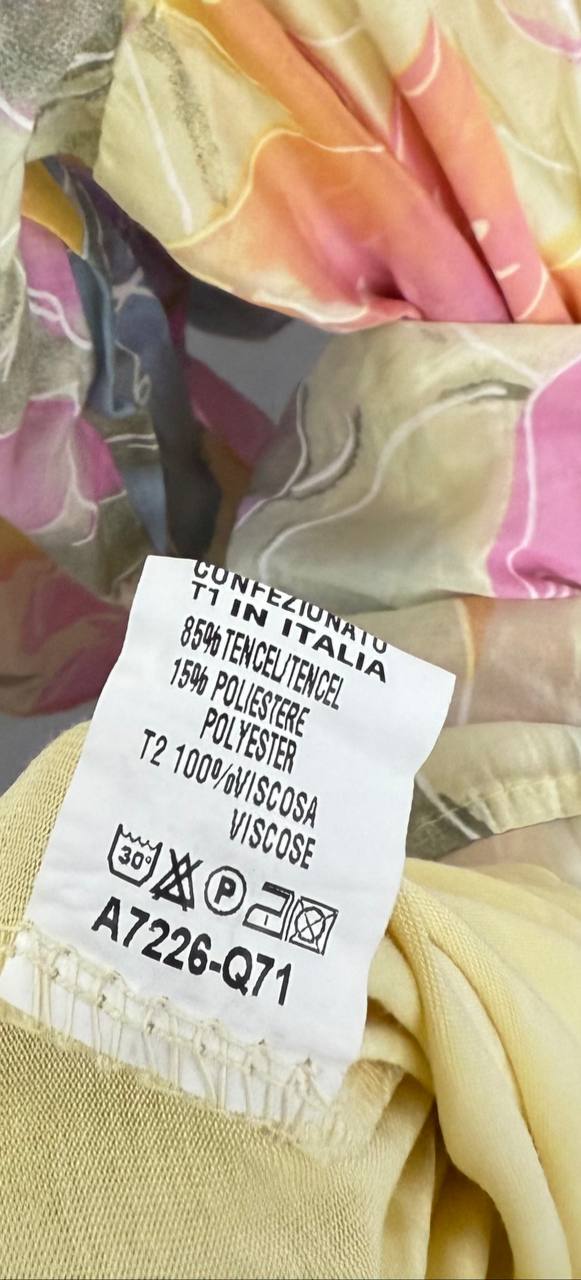 CONFEZIONATO
T1 IN ITALIA
85% TENCEL/TENCEL
15% POLIESTERE
POLYESTER
T2 100% VISCOSA
VISCOSE
30°
P
A7226-Q71